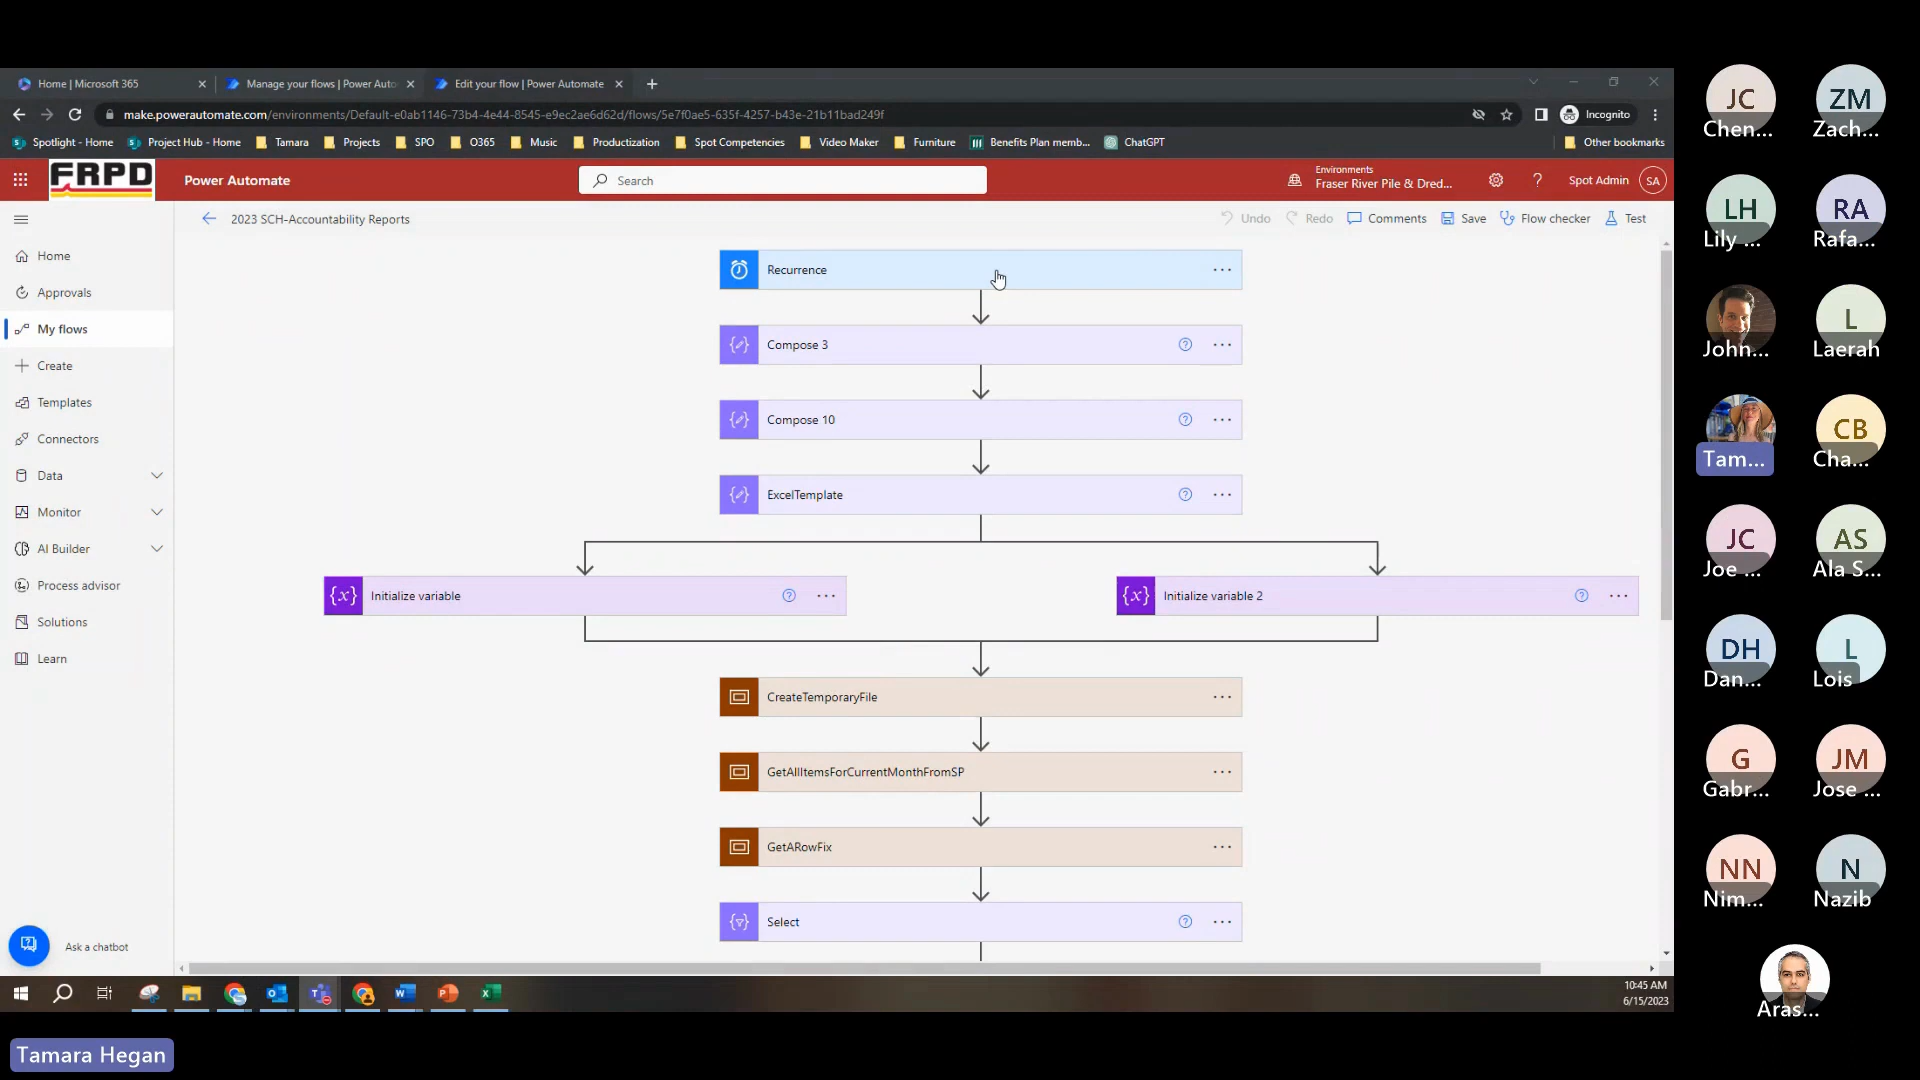 Home | Microsoft 365
Manage your flows | Power Auto
Edit your flow | Power Automate
make.powerautomate.com/environments/Default-e0ab1146-73b4-4e44-8545-e9ec2ae6d62d/flows/5e7f0ae5-635f-4257-b43e-21b11bad249f
Incognito
Spotlight - Home
Project Hub - Home
Tamara
Projects
SPO
O365
Music
Productization
Spot Competencies
Video Maker
Furniture
Benefits Plan memb...
ChatGPT
Other bookmarks
FRPD
Power Automate
Search
Environments
Fraser River Pile & Dred...
?
Spot Admin
SA
2023 SCH-Accountability Reports
Undo
Redo
Comments
Save
Flow checker
Test
Home
Approvals
My flows
Create
Templates
Connectors
Data
Monitor
AI Builder
Process advisor
Solutions
Learn
Ask a chatbot
Recurrence
Compose 3
Compose 10
ExcelTemplate
{x} Initialize variable
{x} Initialize variable 2
CreateTemporaryFile
GetAllItemsForCurrentMonthFromSP
GetARowFix
Select
10:45 AM
6/15/2023
JC
Chen...
ZM
Zach...
LH
Lily ...
RA
Rafa...
John...
L
Laerah
Tam...
CB
Cha...
JC
Joe ...
AS
Ala S...
DH
Dan...
L
Lois
G
Gabr...
JM
Jose ...
NN
Nim...
N
Nazib
Aras...
Tamara Hegan